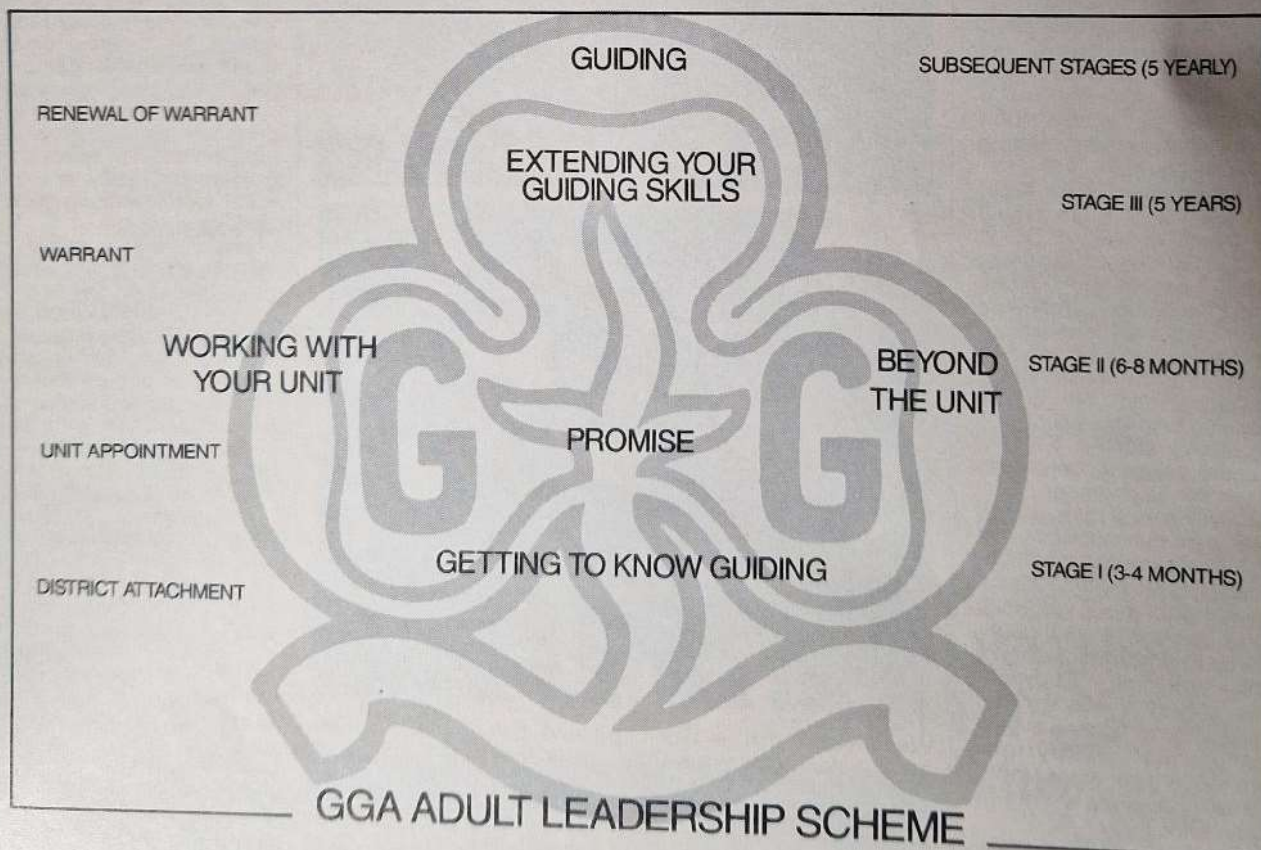 GUIDING
SUBSEQUENT STAGES (5 YEARLY)
RENEWAL OF WARRANT
EXTENDING YOUR
GUIDING SKILLS
STAGE III (5 YEARS)
WARRANT
WORKING WITH
YOUR UNIT
BEYOND
THE UNIT
STAGE II (6-8 MONTHS)
G G
PROMISE
UNIT APPOINTMENT
GETTING TO KNOW GUIDING
STAGE I (3-4 MONTHS)
DISTRICT ATTACHMENT
GGA ADULT LEADERSHIP SCHEME